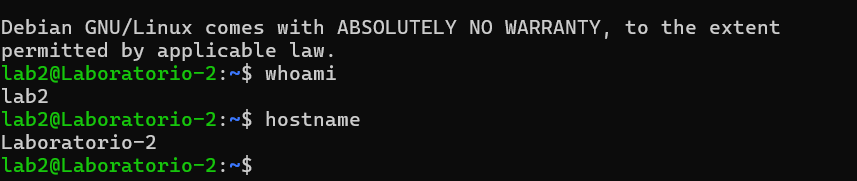 Debian GNU/Linux comes with ABSOLUTELY NO WARRANTY, to the extent
permitted by applicable law.
lab2@Laboratorio-2:~$ whoami
lab2
lab2@Laboratorio-2:~$ hostname
Laboratorio-2
lab2@Laboratorio-2:~$